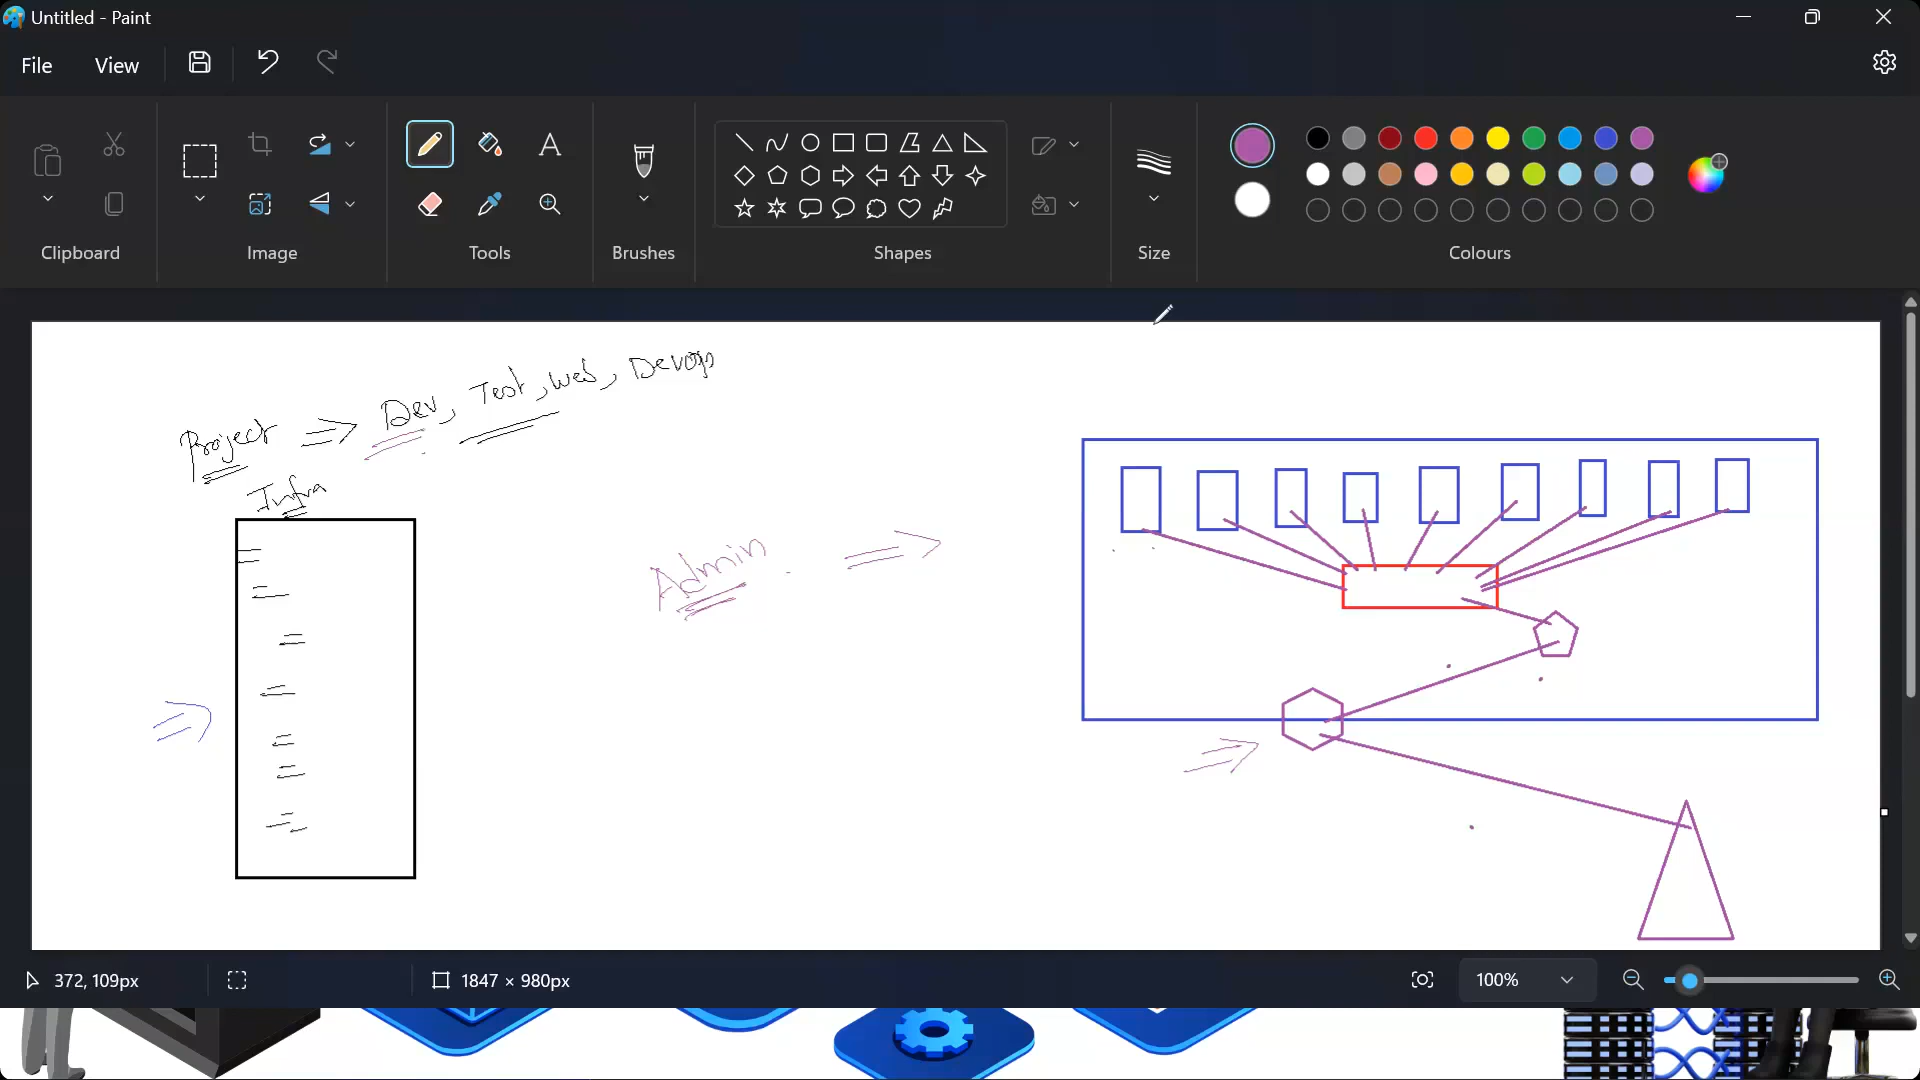 Untitled - Paint
File View
Clipboard Image Tools Brushes Shapes Size Colours
Project ⇒ Dev, Test, web, Devops
Infra
Admin ⇒
372, 109px 1847 × 980px 100%